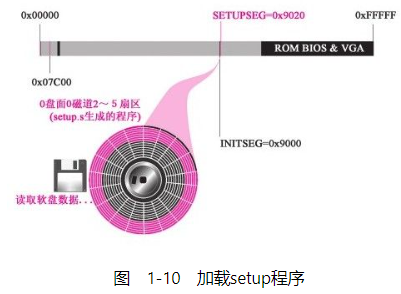 0x00000
SETUPSEG=0x9020
0xFFFFF
ROM BIOS & VGA
0x07C00
0盘面0磁道2～5扇区
(setup.s生成的程序)
INITSEG=0x9000
读取软盘数据...
图 1-10 加载setup程序